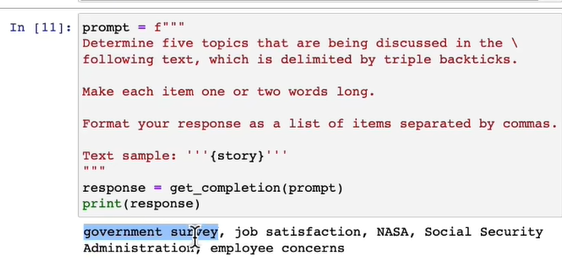 In [11]: prompt = f"""
Determine five topics that are being discussed in the \
following text, which is delimited by triple backticks.
Make each item one or two words long.
Format your response as a list of items separated by commas.
Text sample: '''{story}'''
"""
response = get_completion(prompt)
print(response)
government survey, job satisfaction, NASA, Social Security
Administration, employee concerns